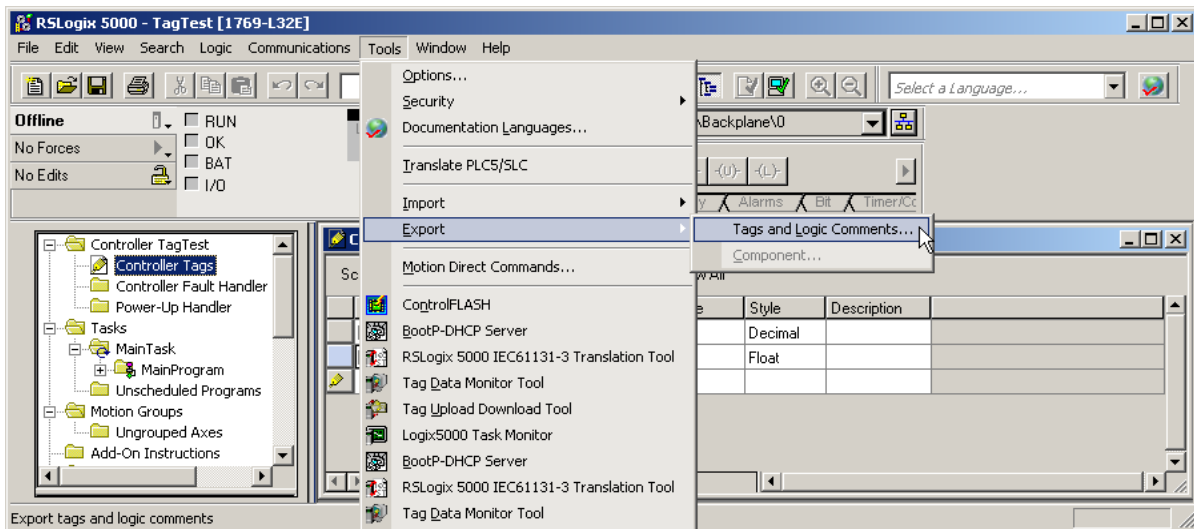 RSLogix 5000 - TagTest [1769-L32E]
File Edit View Search Logic Communications Tools Window Help
Select a Language...
Offline
RUN
No Forces
OK
No Edits
BAT
I/O
\Backplane\0
Alarms Bit
Options...
Security
Documentation Languages...
Translate PLC5/SLC
Import
Export
Motion Direct Commands...
ControlFLASH
BootP-DHCP Server
RSLogix 5000 IEC61131-3 Translation Tool
Tag Data Monitor Tool
Tag Upload Download Tool
Logix5000 Task Monitor
BootP-DHCP Server
RSLogix 5000 IEC61131-3 Translation Tool
Tag Data Monitor Tool
Tags and Logic Comments...
Component...
Controller TagTest
Controller Tags
Controller Fault Handler
Power-Up Handler
Tasks
MainTask
MainProgram
Unscheduled Programs
Motion Groups
Ungrouped Axes
Add-On Instructions
Style Description
Decimal
Float
Export tags and logic comments